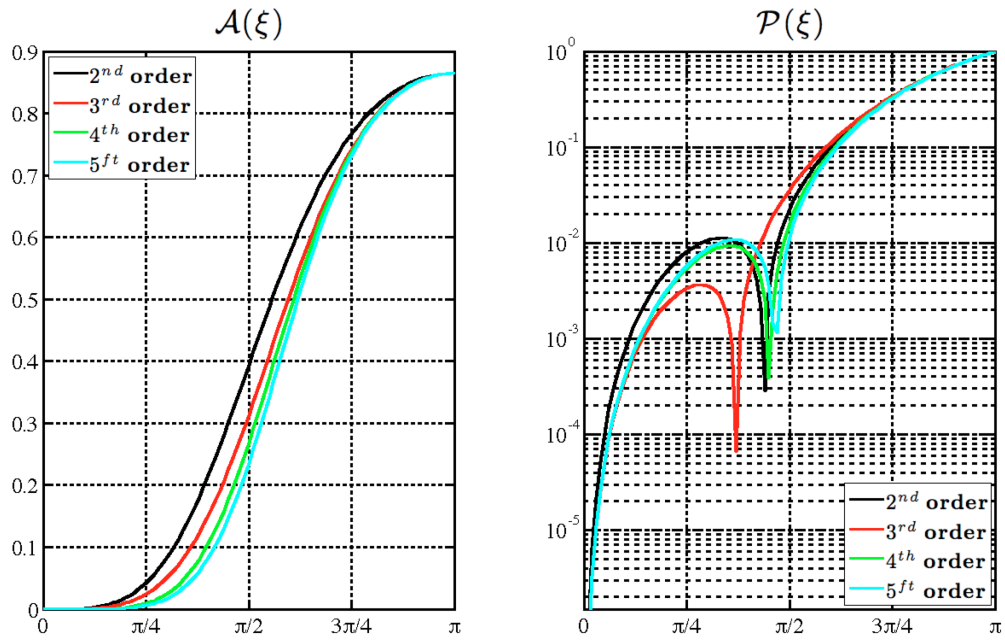 𝒜(ξ)
0.9
0.8
0.7
0.6
0.5
0.4
0.3
0.2
0.1
0
2ⁿᵈ order
3ʳᵈ order
4ᵗʰ order
5ᶠᵗ order
0 π/4 π/2 3π/4 π
𝒫(ξ)
10⁰
10⁻¹
10⁻²
10⁻³
10⁻⁴
10⁻⁵
2ⁿᵈ order
3ʳᵈ order
4ᵗʰ order
5ᶠᵗ order
0 π/4 π/2 3π/4 π